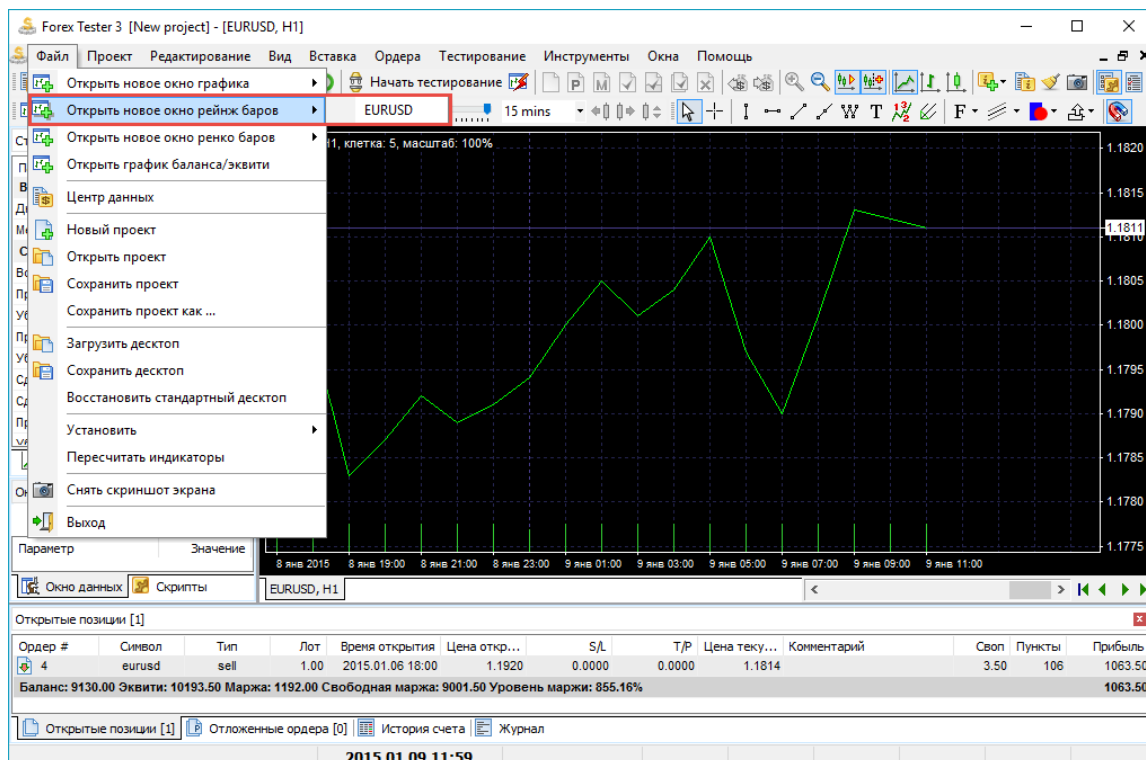 Forex Tester 3 [New project] - [EURUSD, H1]
Файл Проект Редактирование Вид Вставка Ордера Тестирование Инструменты Окна Помощь
Открыть новое окно графика
Начать тестирование
Открыть новое окно рейнж баров
EURUSD
15 mins
Открыть новое окно ренко баров
Открыть график баланса/эквити
Центр данных
Новый проект
Открыть проект
Сохранить проект
Сохранить проект как ...
Загрузить десктоп
Сохранить десктоп
Восстановить стандартный десктоп
Установить
Пересчитать индикаторы
Снять скриншот экрана
Выход
клетка: 5, масштаб: 100%
1.1820
1.1815
1.1811
1.1810
1.1805
1.1800
1.1795
1.1790
1.1785
1.1780
1.1775
8 янв 2015 8 янв 19:00 8 янв 21:00 8 янв 23:00 9 янв 01:00 9 янв 03:00 9 янв 05:00 9 янв 07:00 9 янв 09:00 9 янв 11:00
Параметр Значение
Окно данных Скрипты
EURUSD, H1
Открытые позиции [1]
Ордер # Символ Тип Лот Время открытия Цена откр... S/L T/P Цена теку... Комментарий Своп Пункты Прибыль
4 eurusd sell 1.00 2015.01.06 18:00 1.1920 0.0000 0.0000 1.1814 3.50 106 1063.50
Баланс: 9130.00 Эквити: 10193.50 Маржа: 1192.00 Свободная маржа: 9001.50 Уровень маржи: 855.16% 1063.50
Открытые позиции [1] Отложенные ордера [0] История счета Журнал
2015.01.09 11:59